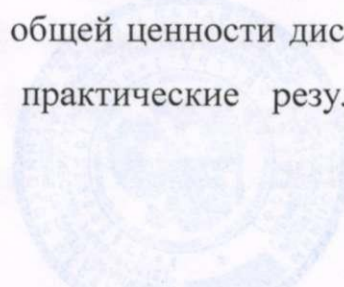 общей ценности дис
практические резу.